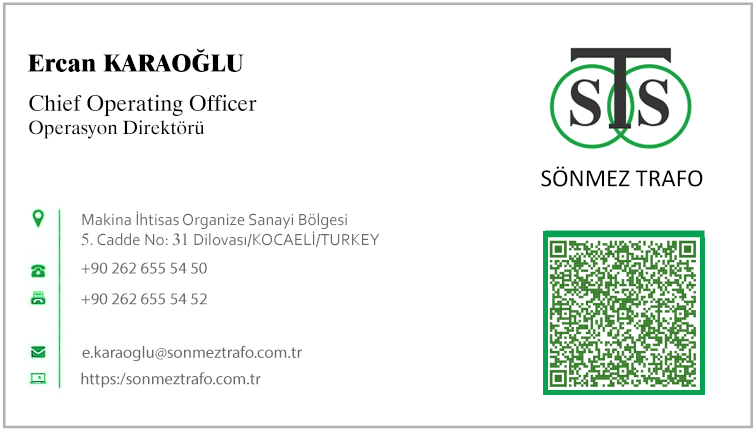 Ercan KARAOĞLU
Chief Operating Officer
Operasyon Direktörü
STS
SÖNMEZ TRAFO
Makina İhtisas Organize Sanayi Bölgesi
5. Cadde No: 31 Dilovası/KOCAELİ/TURKEY
+90 262 655 54 50
+90 262 655 54 52
e.karaoglu@sonmeztrafo.com.tr
https:/sonmeztrafo.com.tr